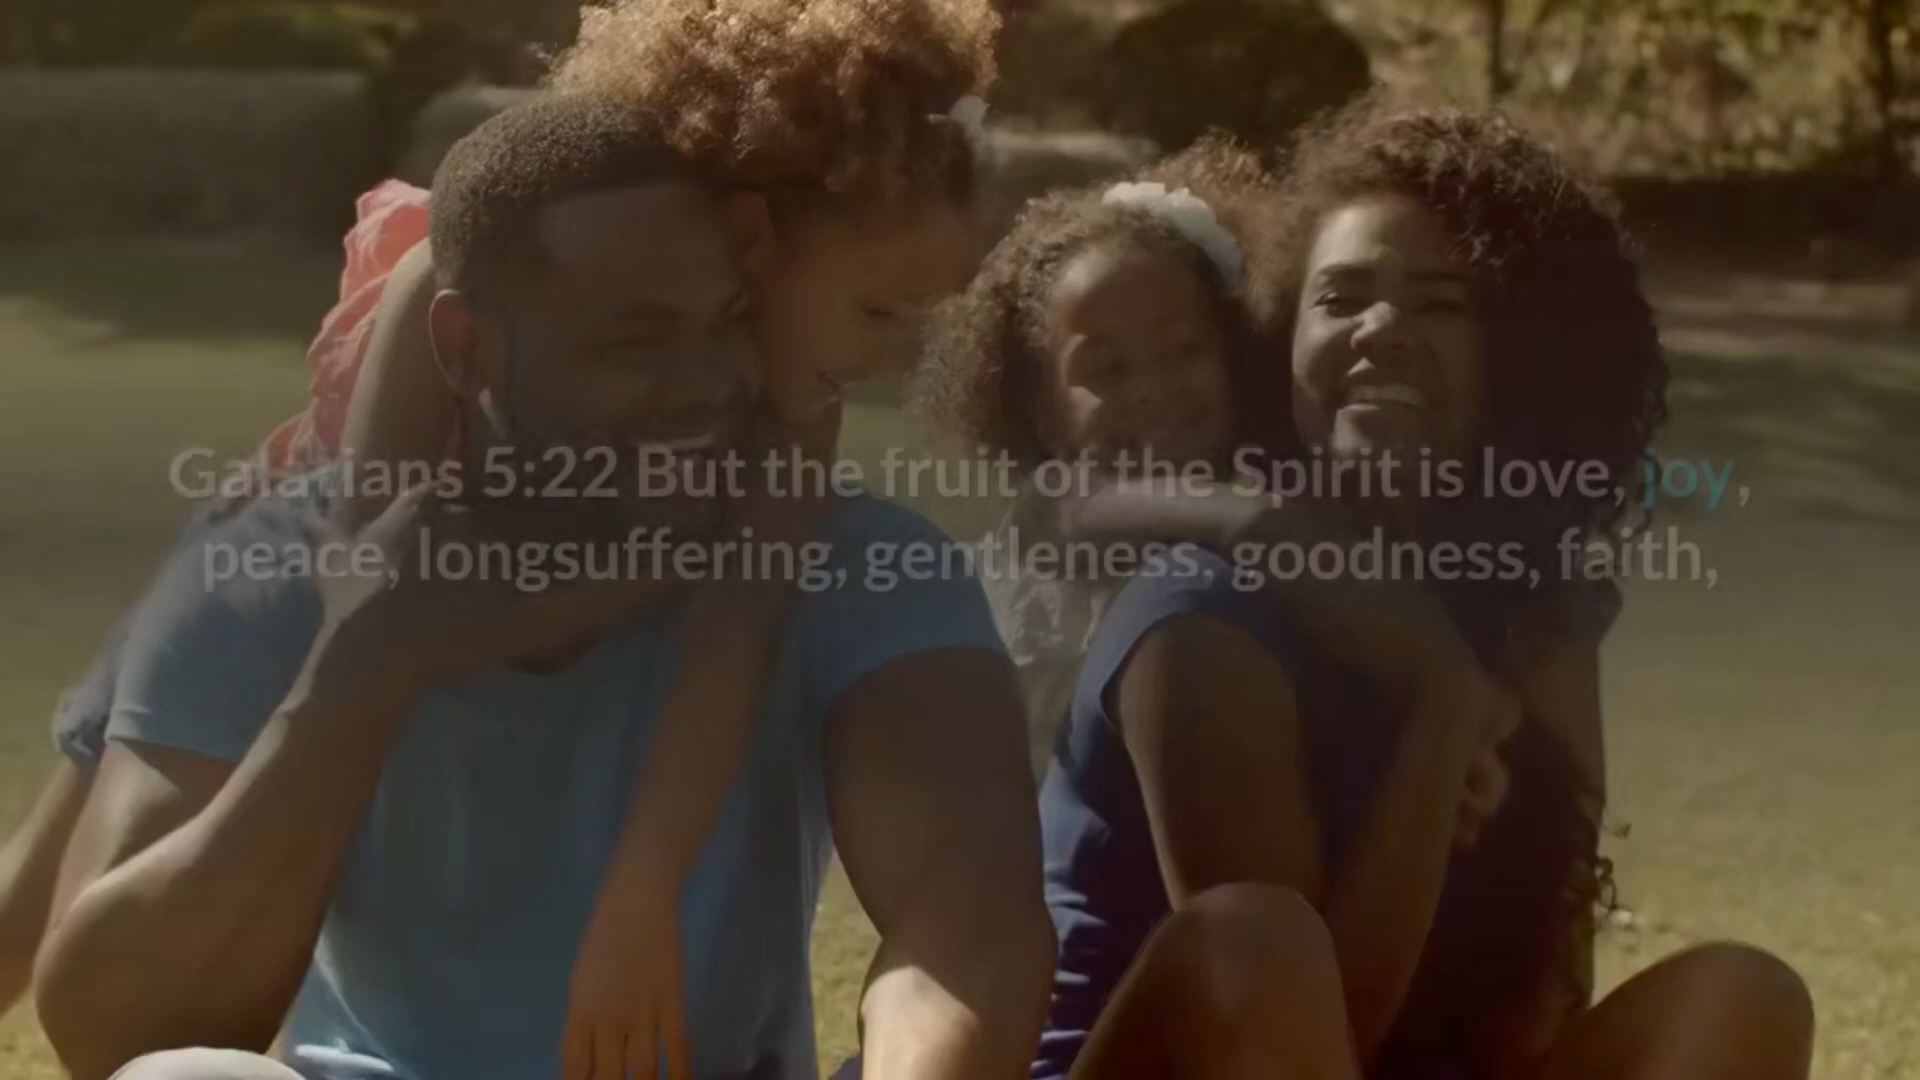 Galatians 5:22 But the fruit of the Spirit is love, joy,
peace, longsuffering, gentleness, goodness, faith,